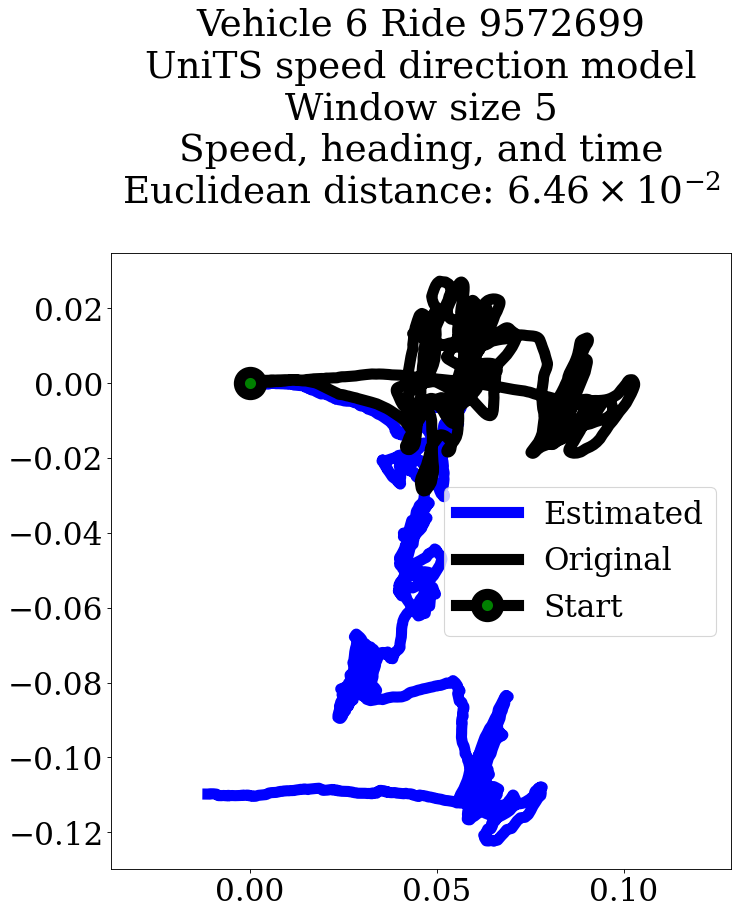 Vehicle 6 Ride 9572699
UniTS speed direction model
Window size 5
Speed, heading, and time
Euclidean distance: 6.46 × 10⁻²
0.02
0.00
−0.02
−0.04
−0.06
−0.08
−0.10
−0.12
Estimated
Original
Start
0.00 0.05 0.10